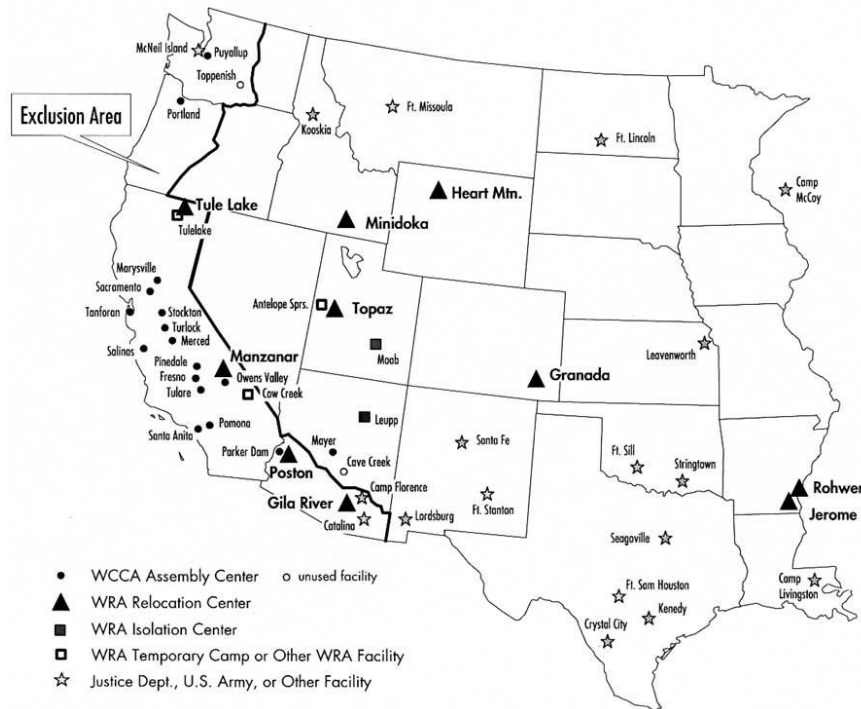 McNeil Island
Puyallup
Toppenish
Portland
Exclusion Area
Kooskia
Ft. Missoula
Ft. Lincoln
Camp
McCoy
Heart Mtn.
Minidoka
Tule Lake
Tulelake
Marysville
Sacramento
Tanforan
Stockton
Turlock
Merced
Salinas
Pinedale
Fresno
Tulare
Manzanar
Owens Valley
Cow Creek
Antelope Sprs.
Topaz
Moab
Granada
Leavenworth
Santa Anita
Pomona
Leupp
Parker Dam
Mayer
Cave Creek
Poston
Camp Florence
Gila River
Catalina
Lordsburg
Santa Fe
Ft. Stanton
Ft. Sill
Stringtown
Rohwer
Jerome
Seagoville
Ft. Sam Houston
Kenedy
Crystal City
Camp
Livingston
WCCA Assembly Center
unused facility
WRA Relocation Center
WRA Isolation Center
WRA Temporary Camp or Other WRA Facility
Justice Dept., U.S. Army, or Other Facility